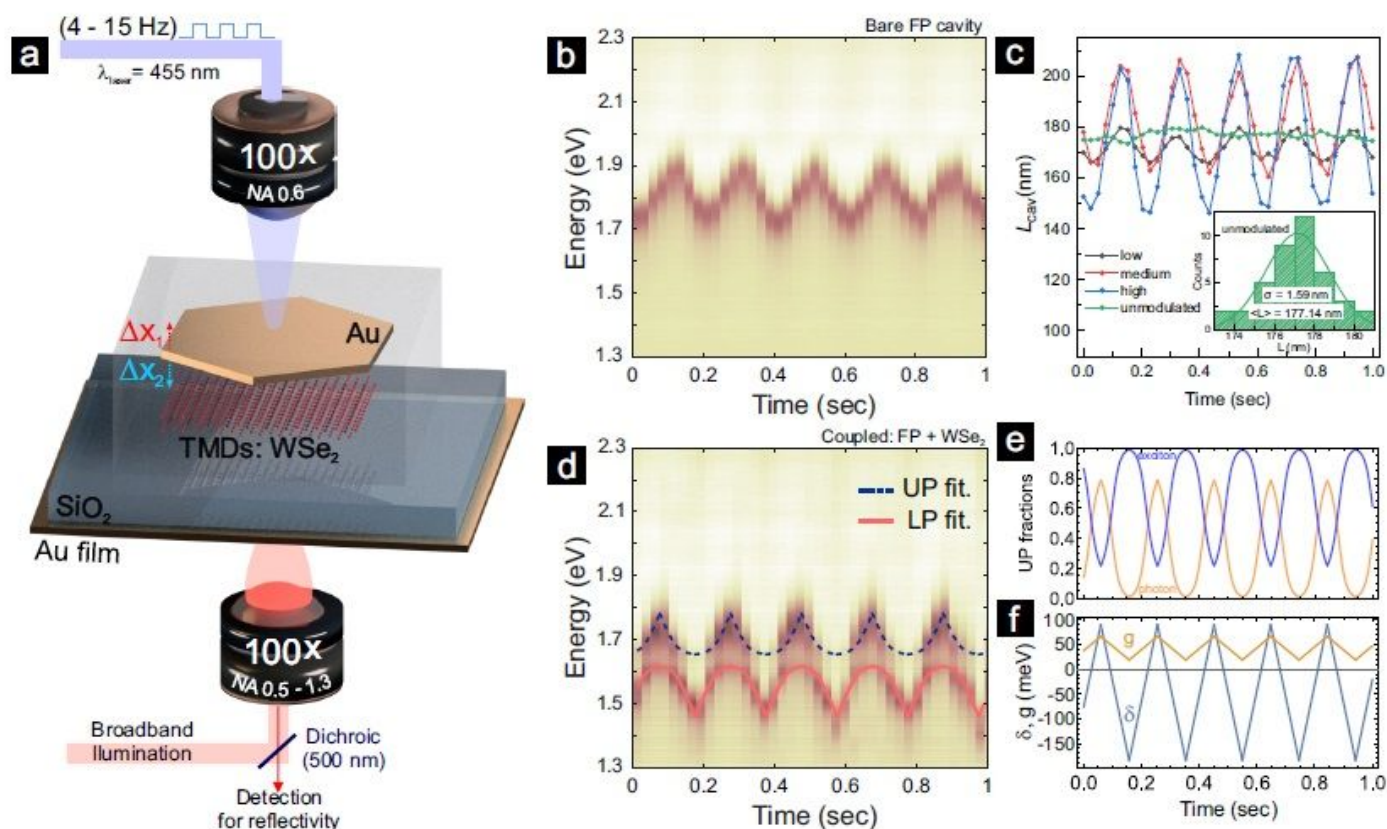 a
(4 - 15 Hz)
λlaser= 455 nm
100x
NA 0.6
Δx1
Δx2
Au
TMDs: WSe2
SiO2
Au film
100x
NA 0.5 - 1.3
Broadband
Ilumination
Dichroic
(500 nm)
Detection
for reflectivity
b
Bare FP cavity
Energy (eV)
2.3
2.1
1.9
1.7
1.5
1.3
0 0.2 0.4 0.6 0.8 1
Time (sec)
c
Lcav(nm)
200
180
160
140
120
100
low
medium
high
unmodulated
unmodulated
Counts
10
5
0
σ = 1.59 nm
<L> = 177.14 nm
174 176 178 180
L (nm)
0.0 0.2 0.4 0.6 0.8 1.0
Time (sec)
d
Coupled: FP + WSe2
UP fit.
LP fit.
Energy (eV)
2.3
2.1
1.9
1.7
1.5
1.3
0 0.2 0.4 0.6 0.8 1
Time (sec)
e
UP fractions
1.0
0.8
0.6
0.4
0.2
0.0
exciton
photon
f
δ, g (meV)
100
50
0
-50
-100
-150
g
δ
0.0 0.2 0.4 0.6 0.8 1.0
Time (sec)